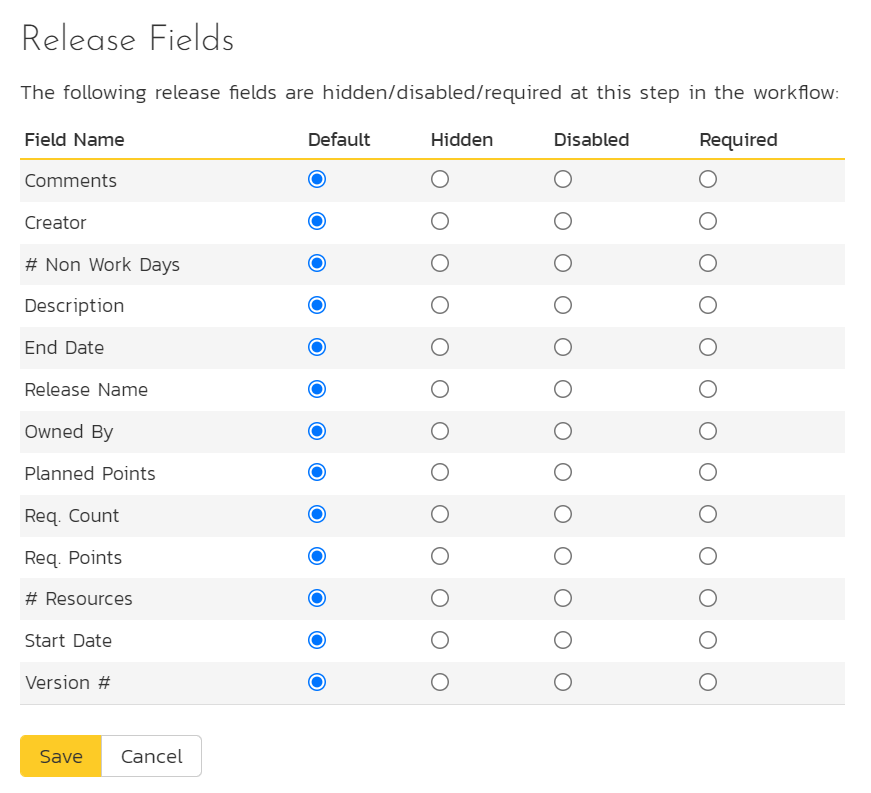 Release Fields
The following release fields are hidden/disabled/required at this step in the workflow:
Field Name Default Hidden Disabled Required
Comments
Creator
# Non Work Days
Description
End Date
Release Name
Owned By
Planned Points
Req. Count
Req. Points
# Resources
Start Date
Version #
Save Cancel